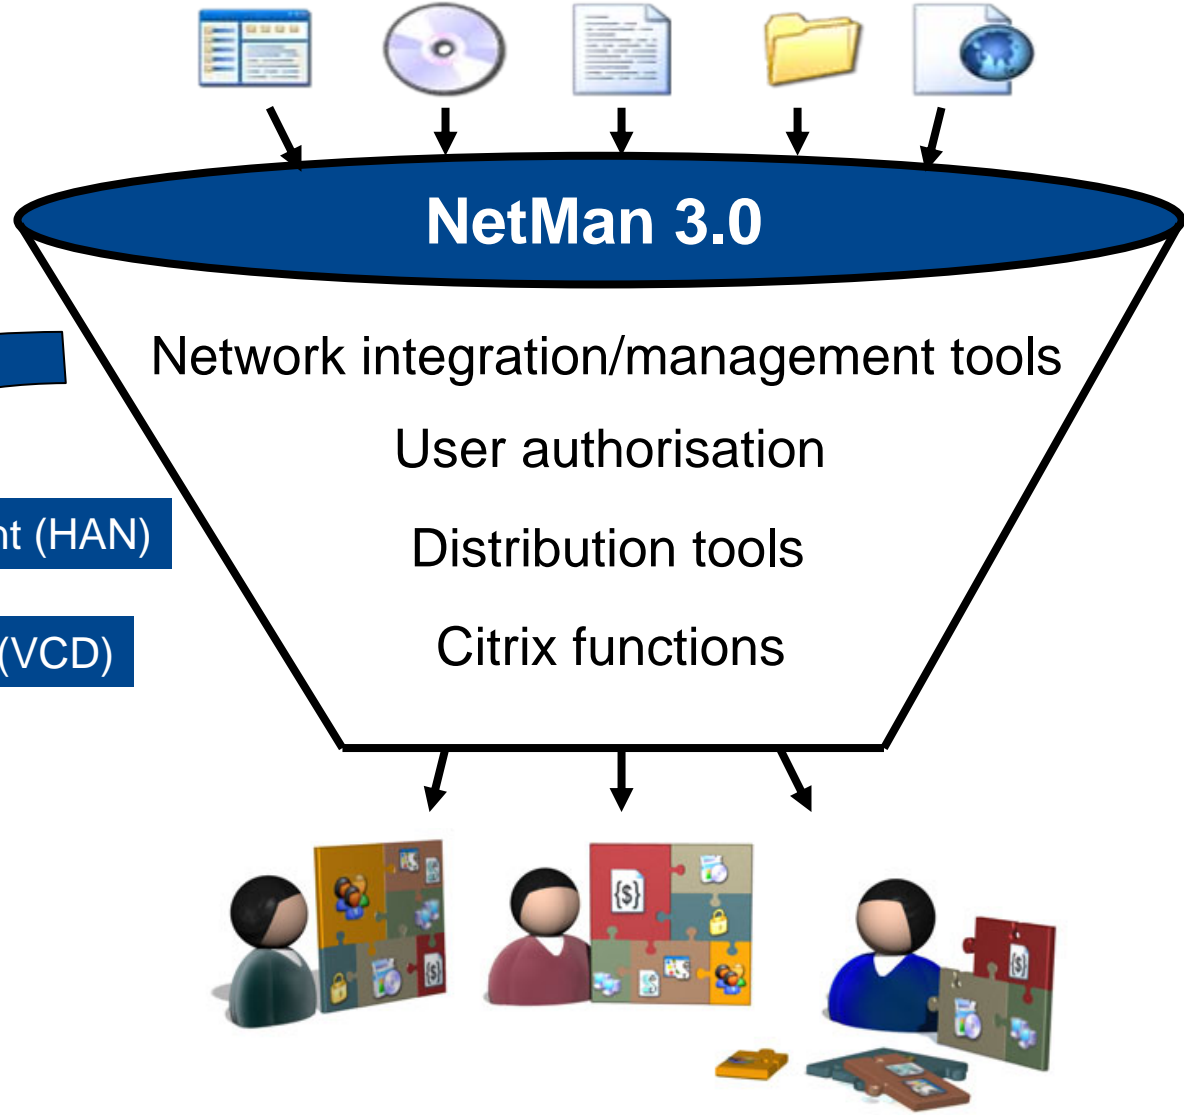 NetMan 3.0
Network integration/management tools
User authorisation
nt (HAN)
Distribution tools
Citrix functions
(VCD)
{$}
{$}
{$}